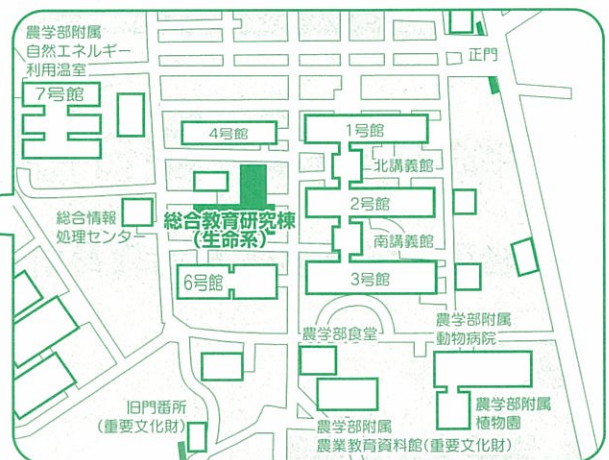 農学部附属
自然エネルギー
利用温室
正門
7号館
4号館
1号館
北講義館
2号館
総合情報
処理センター
総合教育研究棟
(生命系)
南講義館
6号館
3号館
農学部食堂
農学部附属
動物病院
旧門番所
(重要文化財)
農学部附属
植物園
農学部附属
農業教育資料館(重要文化財)